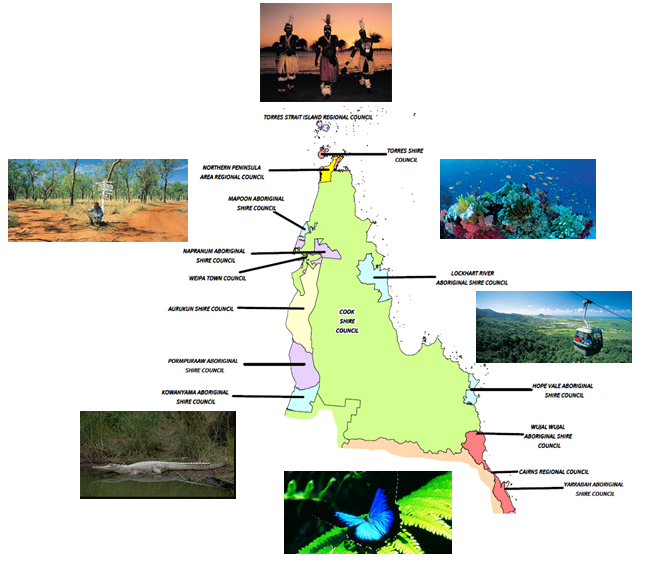 TORRES STRAIT ISLAND REGIONAL COUNCIL
TORRES SHIRE
COUNCIL
NORTHERN PENINSULA
AREA REGIONAL COUNCIL
MAPOON ABORIGINAL
SHIRE COUNCIL
NAPRANUM ABORIGINAL
SHIRE COUNCIL
WEIPA TOWN COUNCIL
LOCKHART RIVER
ABORIGINAL SHIRE COUNCIL
AURUKUN SHIRE COUNCIL
COOK
SHIRE
COUNCIL
PORMPURAAW ABORIGINAL
SHIRE COUNCIL
KOWANYAMA ABORIGINAL
SHIRE COUNCIL
HOPE VALE ABORIGINAL
SHIRE COUNCIL
WUJAL WUJAL
ABORIGINAL SHIRE
COUNCIL
CAIRNS REGIONAL COUNCIL
YARRABAH ABORIGINAL
SHIRE COUNCIL